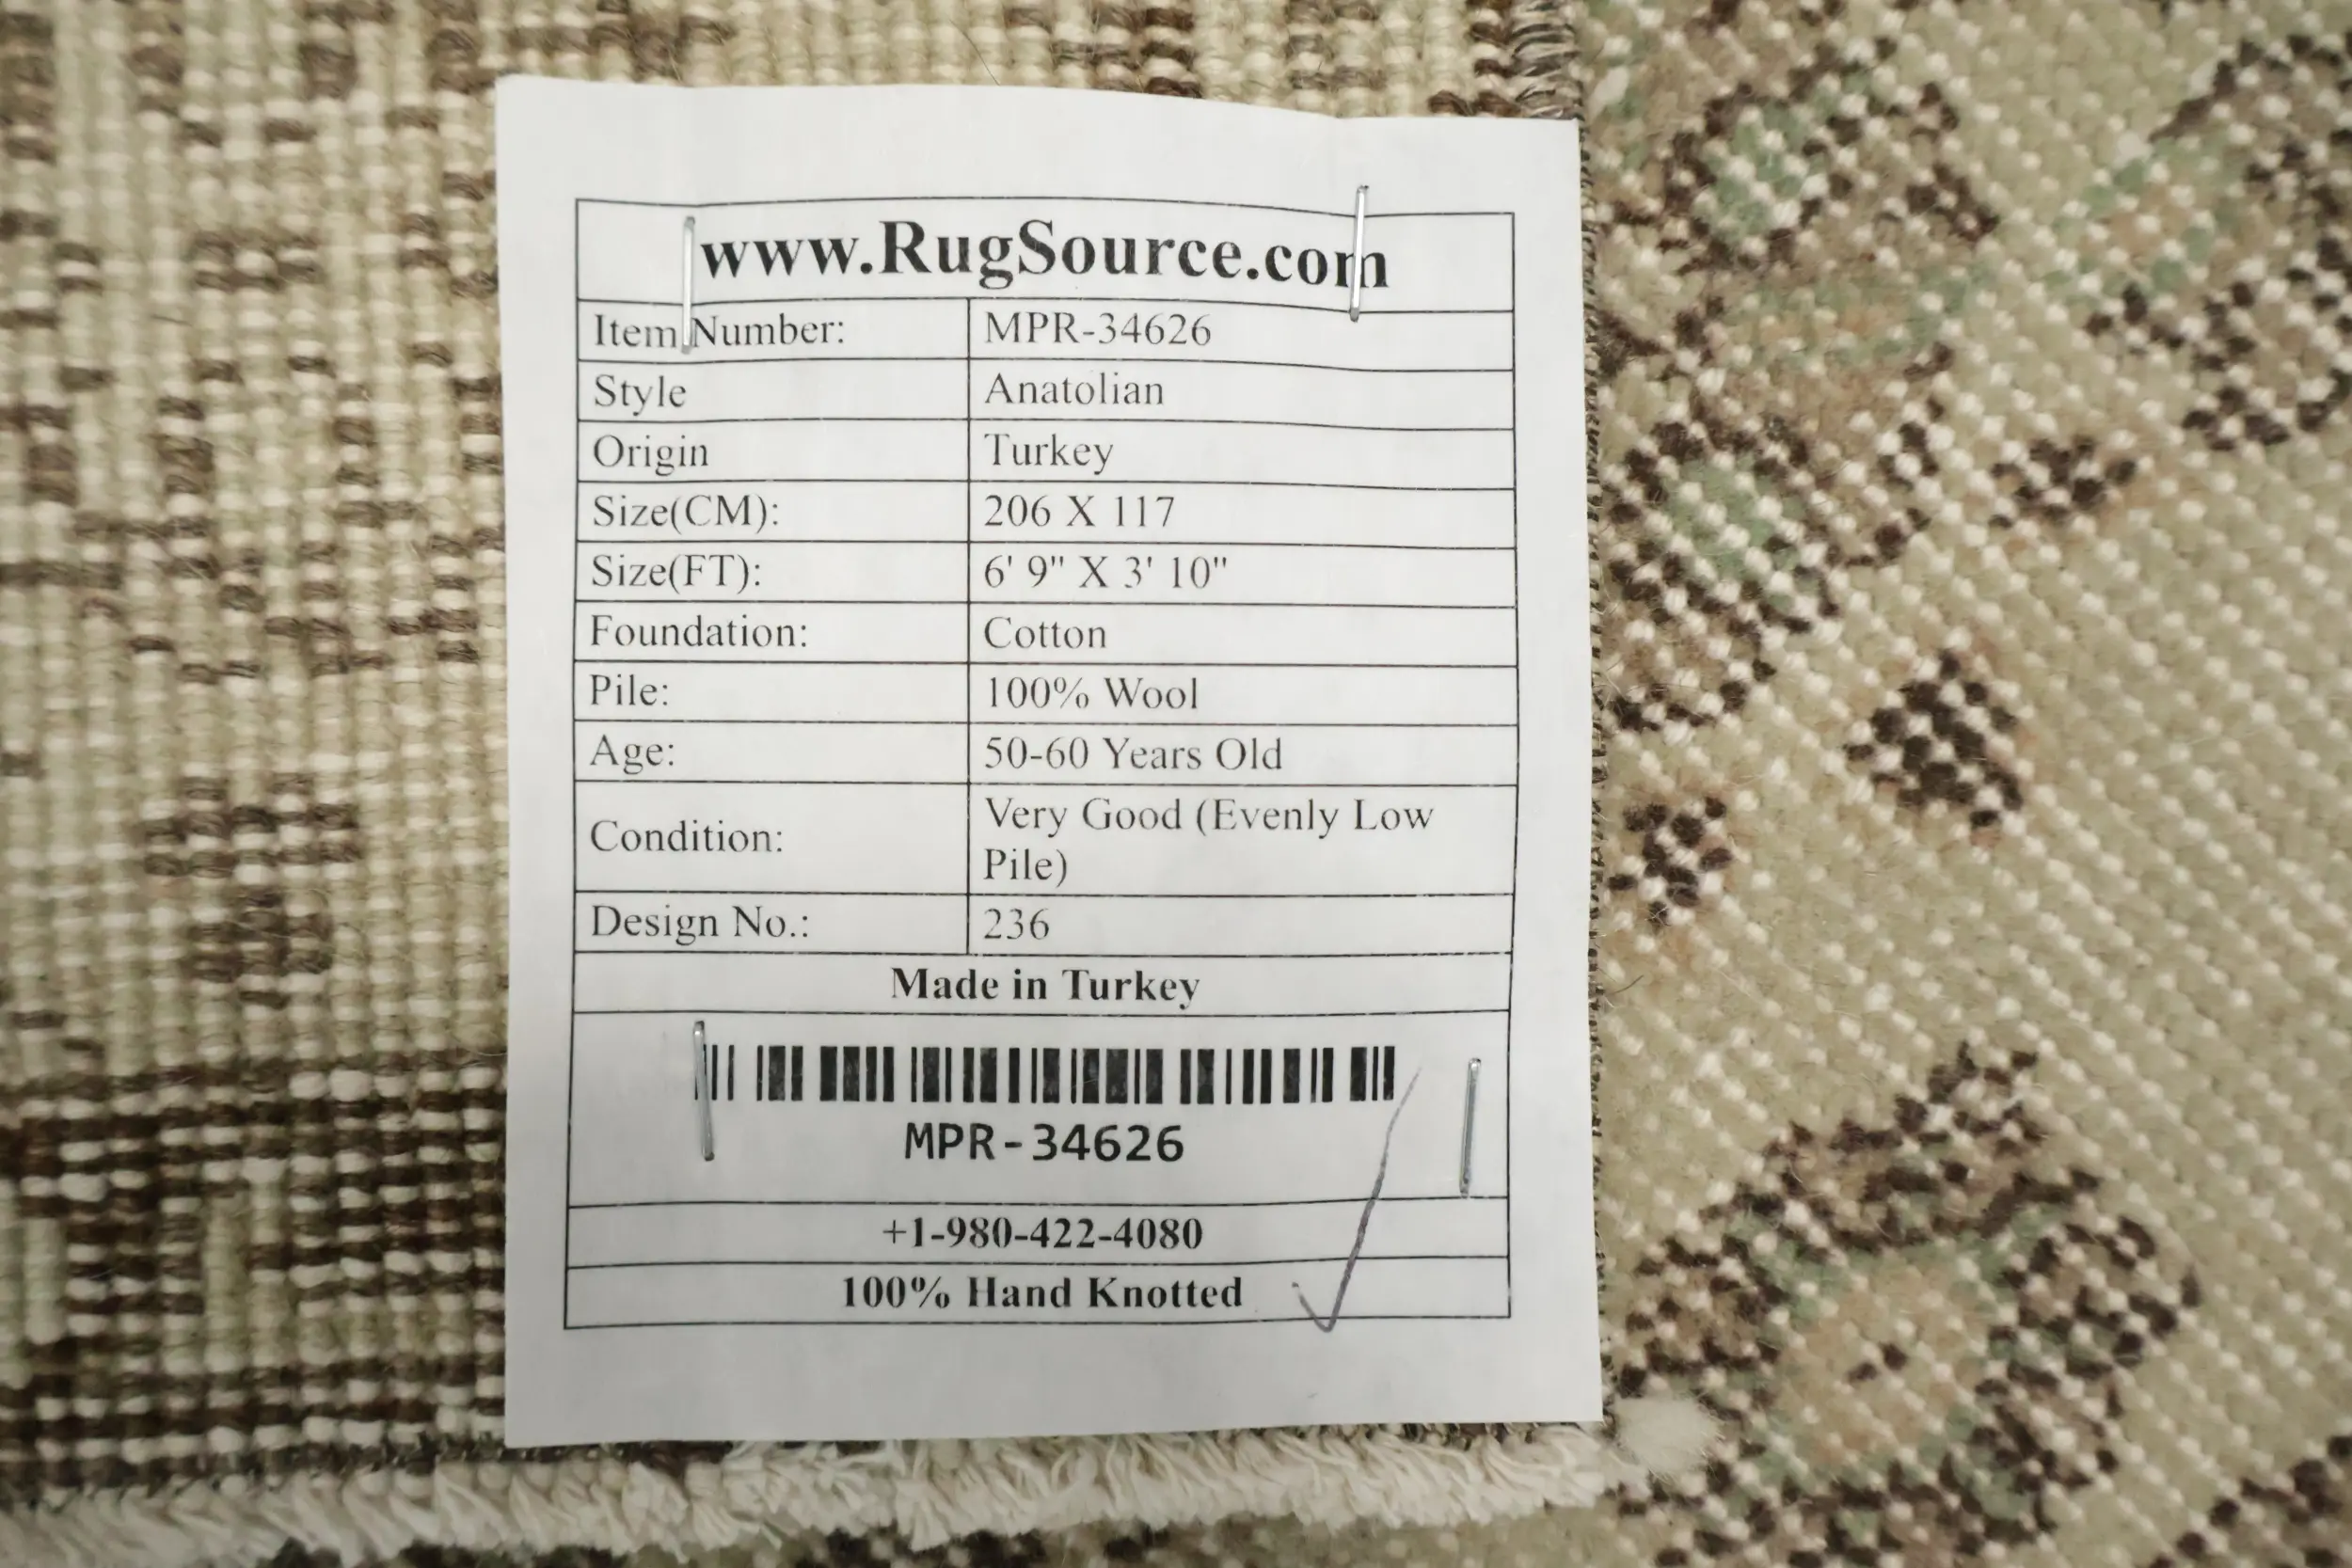 www.RugSource.com
Item Number: MPR-34626
Style Anatolian
Origin Turkey
Size(CM): 206 X 117
Size(FT): 6' 9" X 3' 10"
Foundation: Cotton
Pile: 100% Wool
Age: 50-60 Years Old
Condition: Very Good (Evenly Low
Pile)
Design No.: 236
Made in Turkey
MPR-34626
+1-980-422-4080
100% Hand Knotted